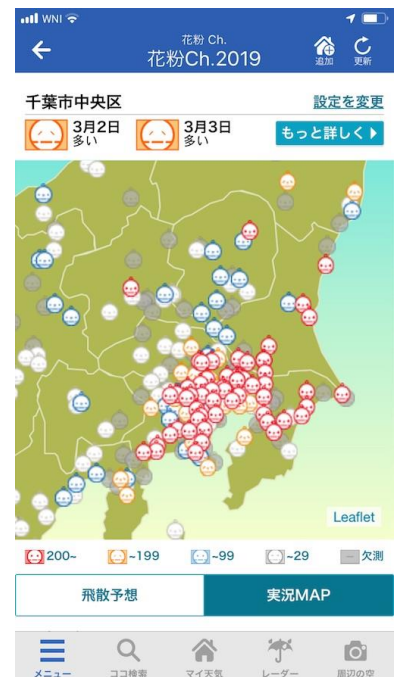 WNI
花粉 Ch.
花粉Ch.2019
追加
更新
千葉市中央区
設定を変更
3月2日
多い
3月3日
多い
もっと詳しく
Leaflet
200~
~199
~99
~29
欠測
飛散予想
実況MAP
メニュー
ココ検索
マイ天気
レーダー
周辺の空